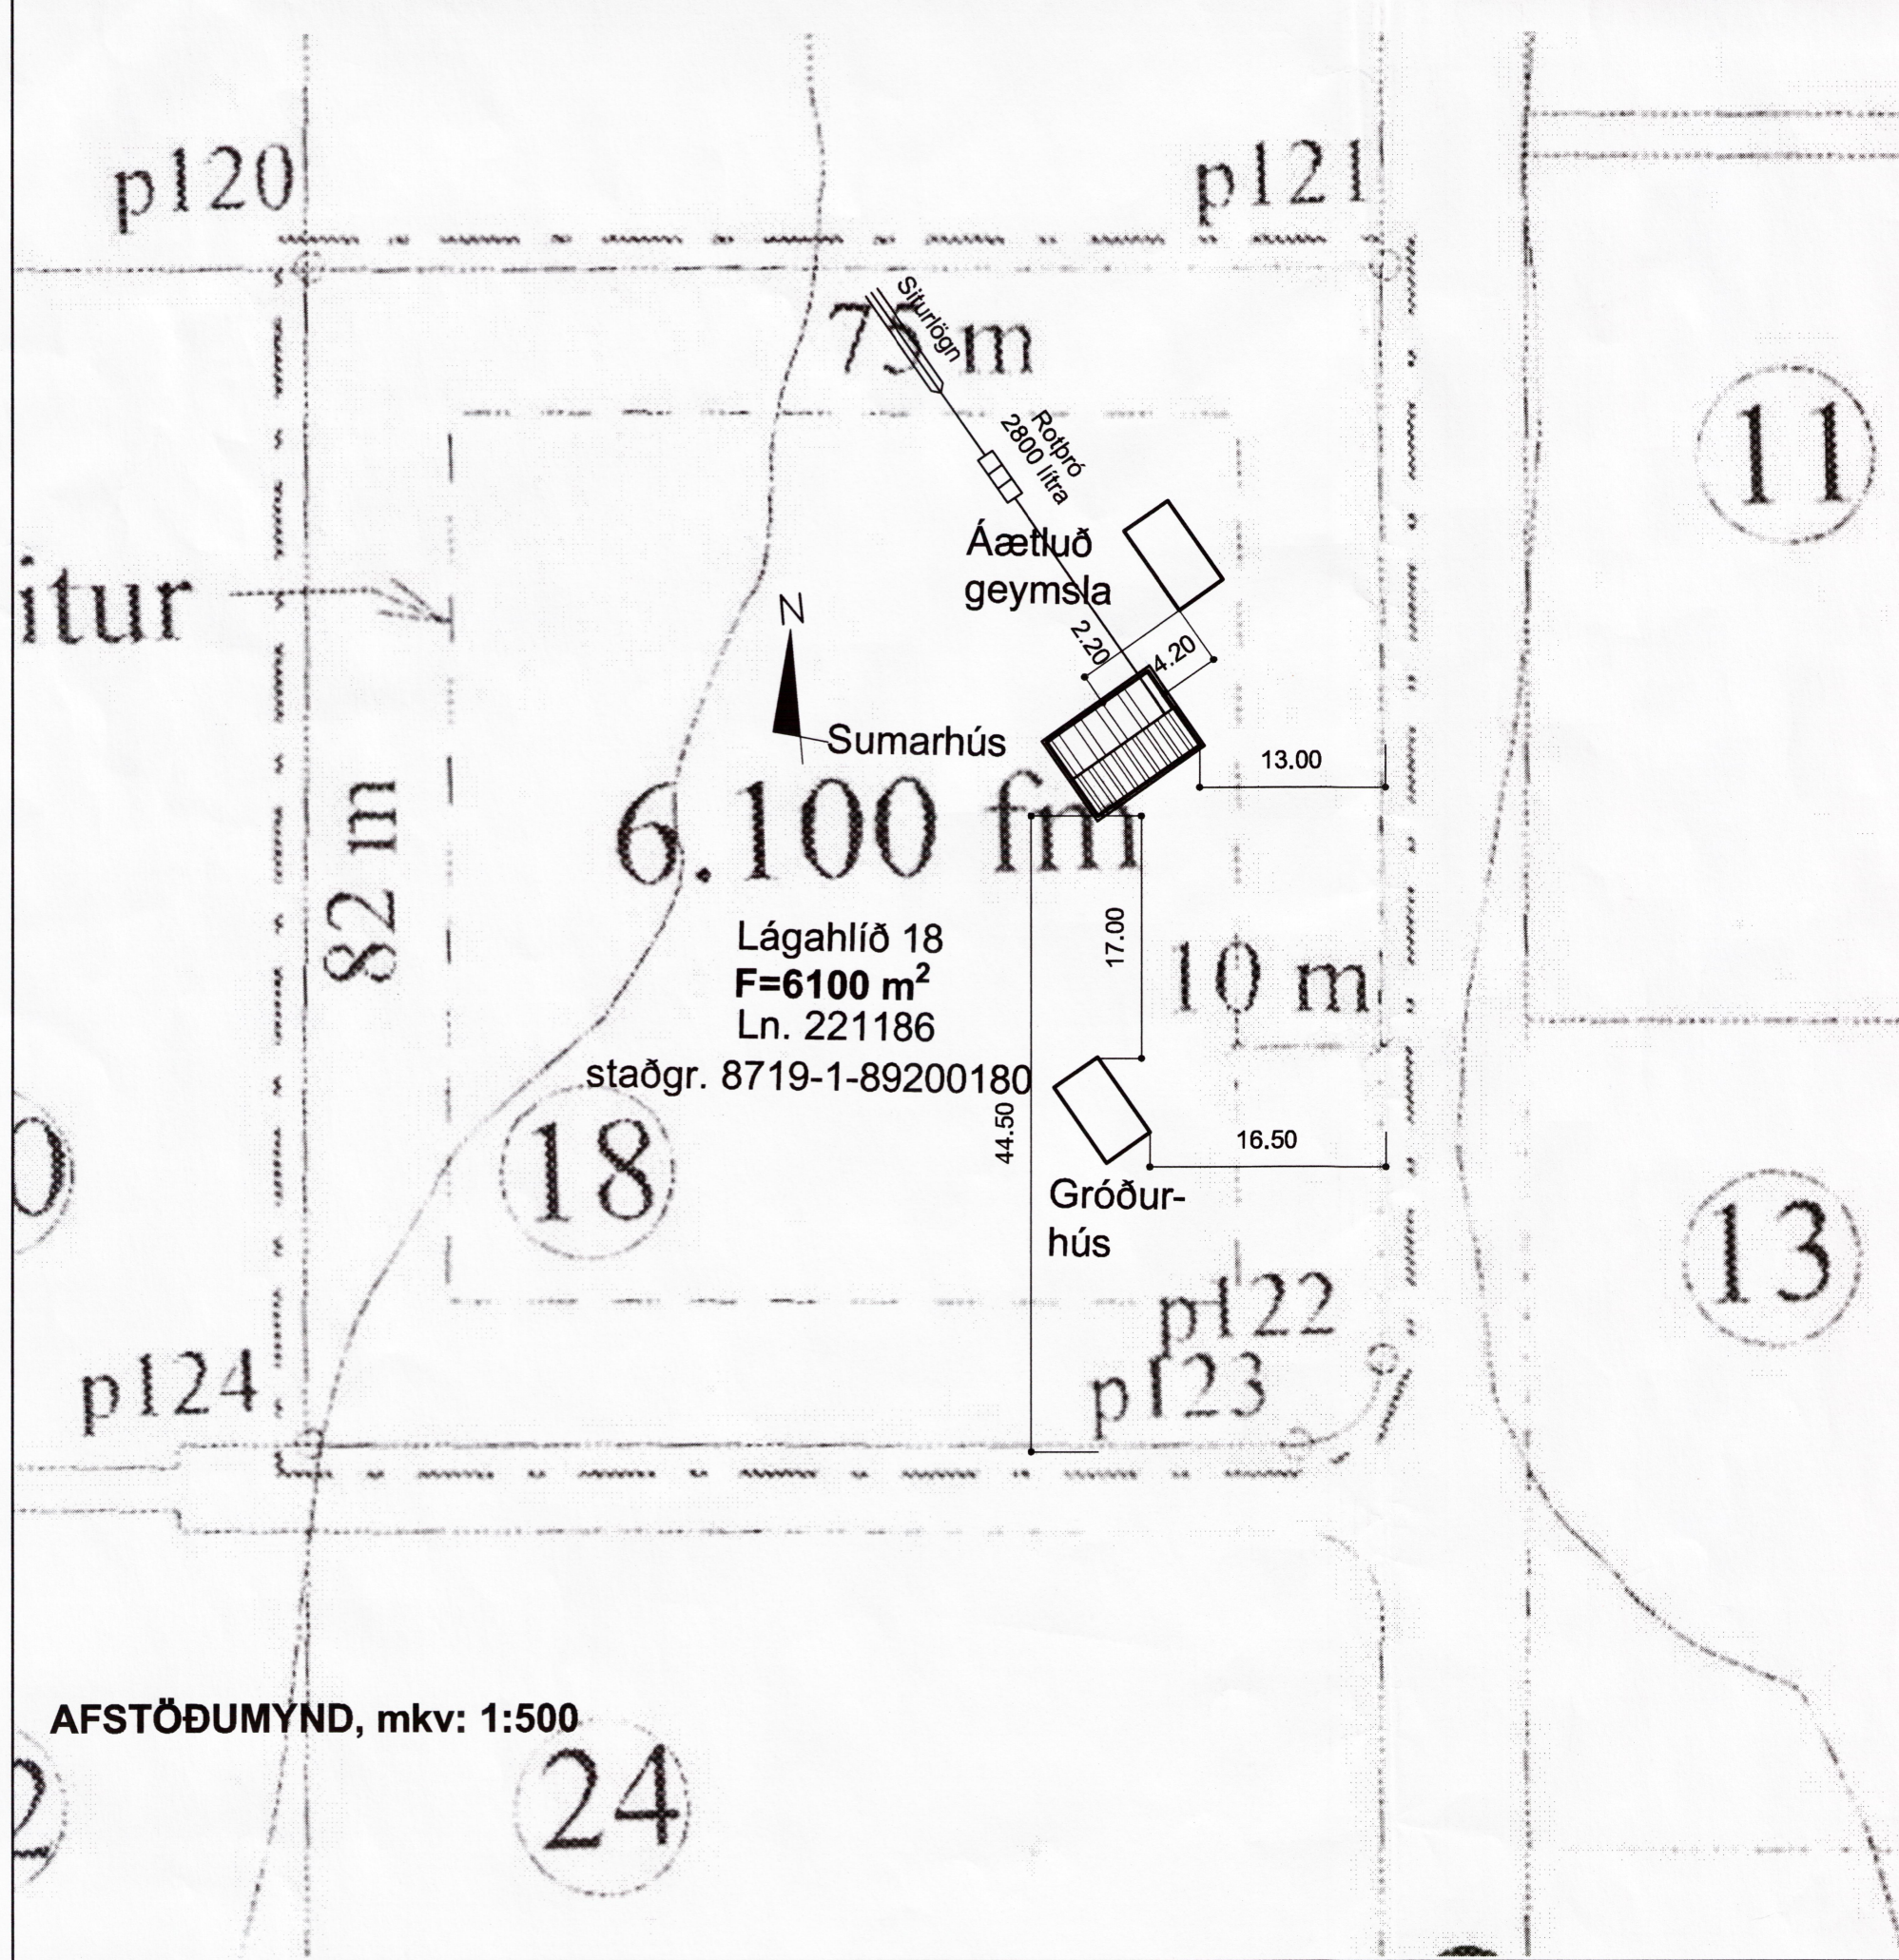 p120
p121
75 m
Siturlögn
Rotþró
2800 lítra
11
Áætluð
geymsla
itur
N
2.20
4.20
Sumarhús
13.00
6.100 fm
82 m
Lágahlíð 18
F=6100 m²
Ln. 221186
staðgr. 8719-1-89200180
17.00
10 m
44.50
16.50
18
0
Gróður-
hús
13
p122
p123
p124
AFSTÖÐUMYND, mkv: 1:500
24
2